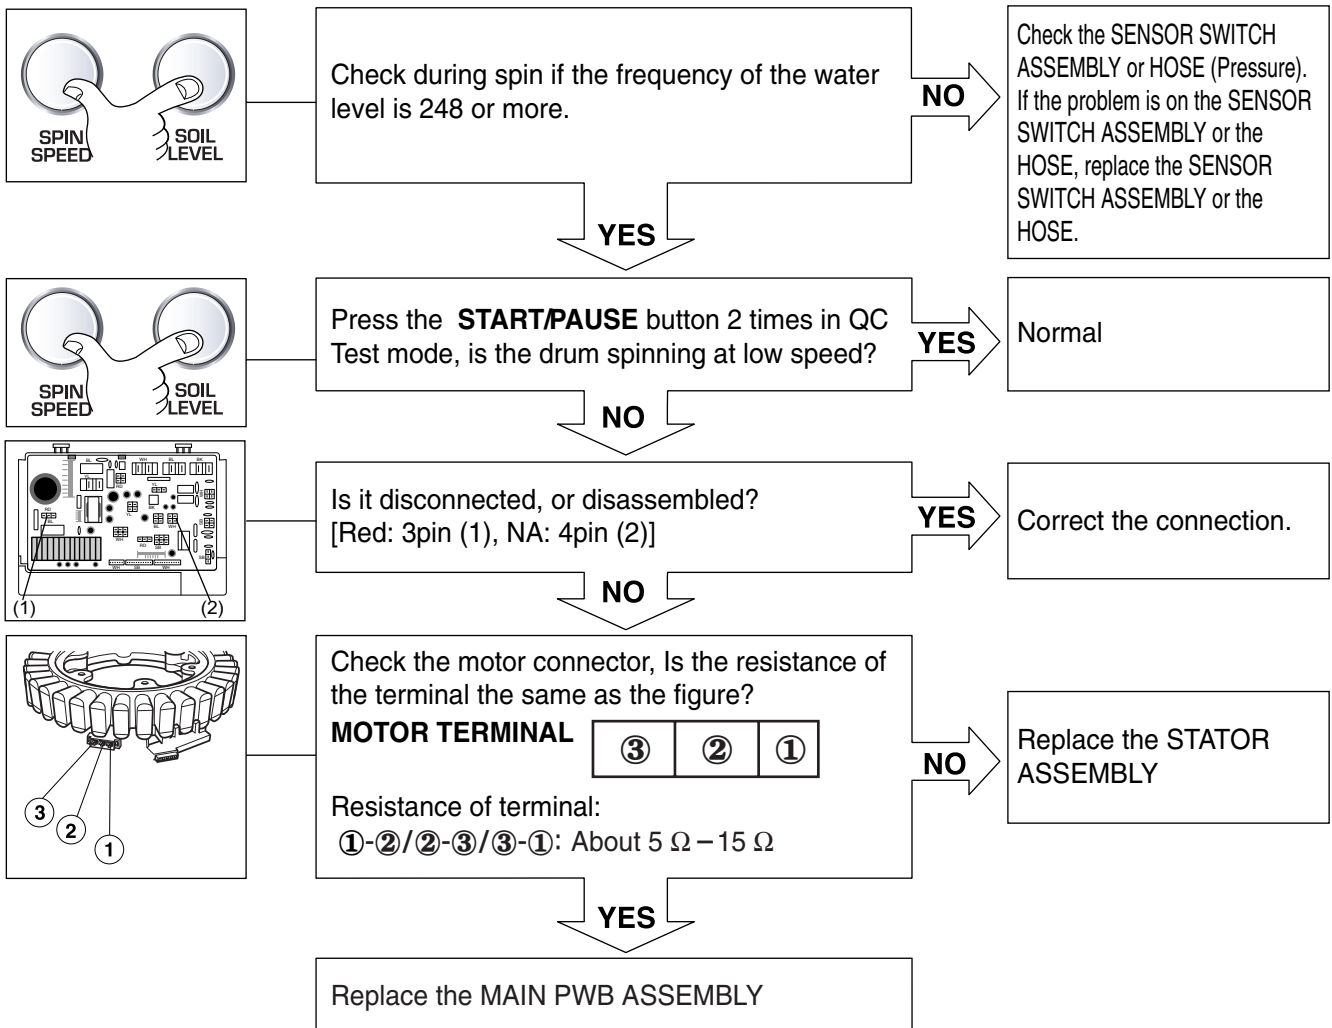 SPIN
SPEED
SOIL
LEVEL
Check during spin if the frequency of the water
level is 248 or more.
NO
Check the SENSOR SWITCH
ASSEMBLY or HOSE (Pressure).
If the problem is on the SENSOR
SWITCH ASSEMBLY or the
HOSE, replace the SENSOR
SWITCH ASSEMBLY or the
HOSE.
YES
SPIN
SPEED
SOIL
LEVEL
Press the START/PAUSE button 2 times in QC
Test mode, is the drum spinning at low speed?
YES
Normal
NO
(1)
(2)
Is it disconnected, or disassembled?
[Red: 3pin (1), NA: 4pin (2)]
YES
Correct the connection.
NO
3
2
1
Check the motor connector, Is the resistance of
the terminal the same as the figure?
MOTOR TERMINAL
③ ② ①
Resistance of terminal:
①-②/②-③/③-①: About 5 Ω – 15 Ω
NO
Replace the STATOR
ASSEMBLY
YES
Replace the MAIN PWB ASSEMBLY